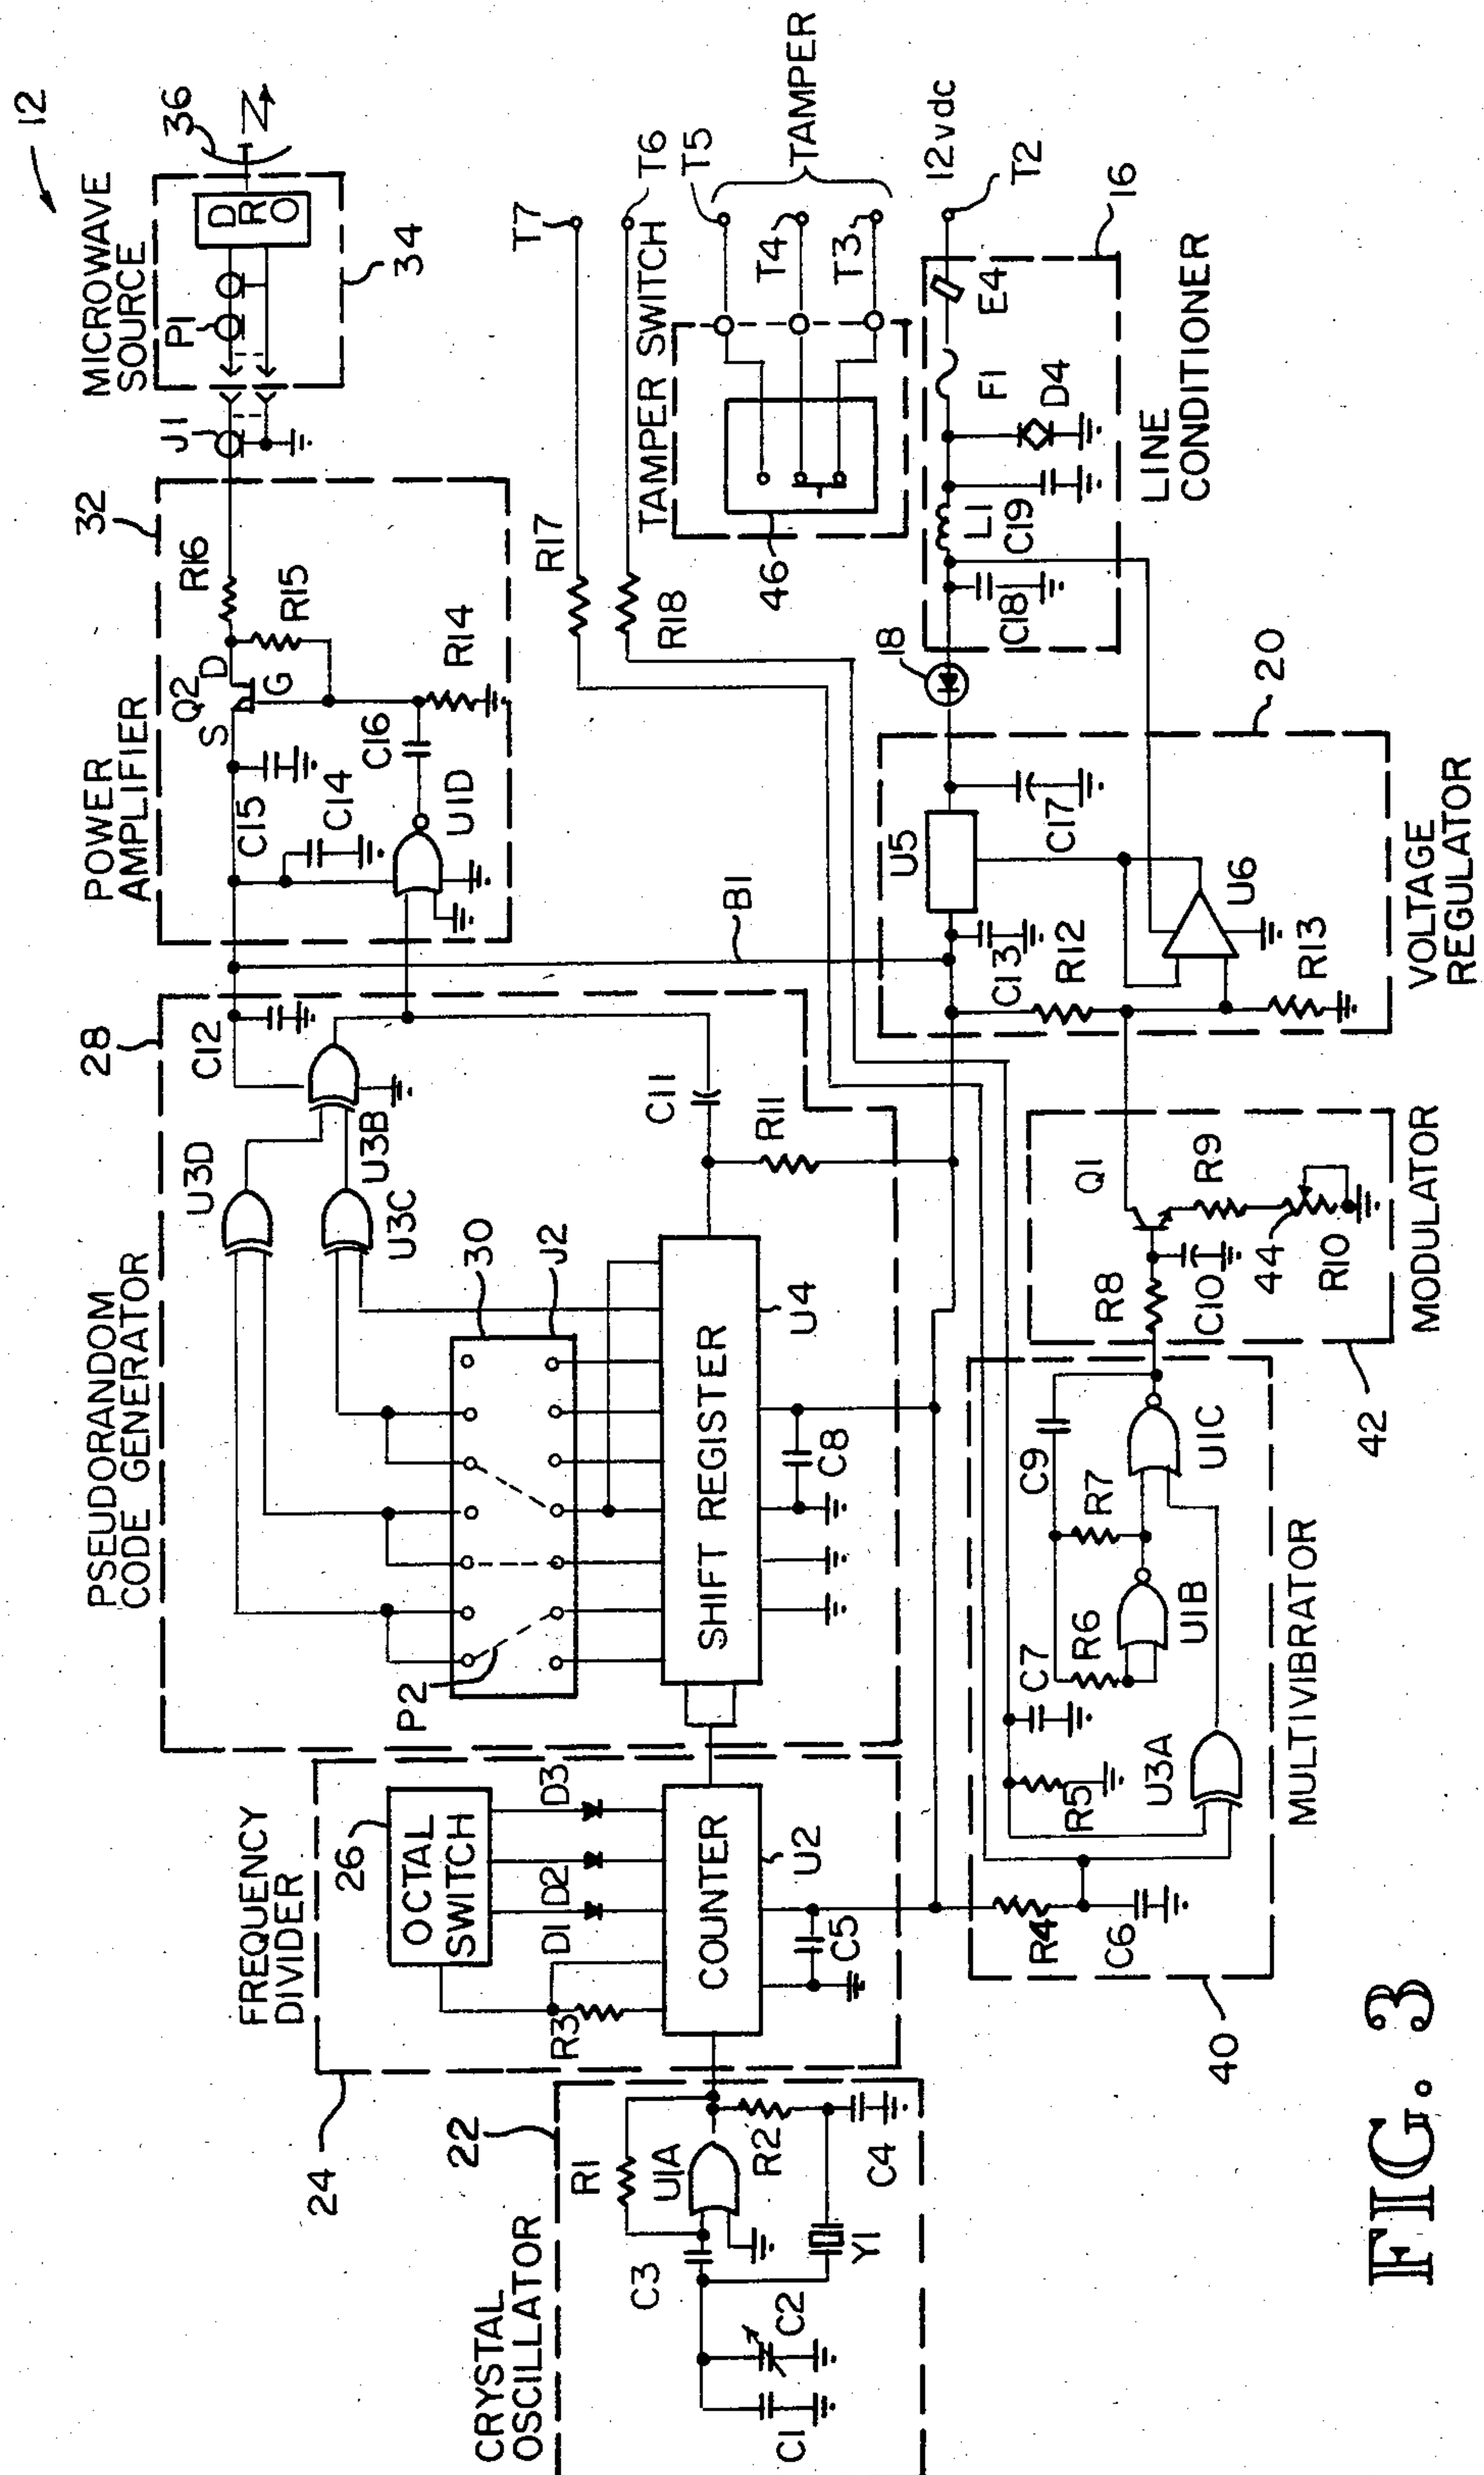 12
MICROWAVE
SOURCE
36
P1
J1
D
R
O
34
POWER
AMPLIFIER
32
R16
R15
Q2
D
S
G
R14
C15
C14
C16
U1D
T7
T6
R17
R18
TAMPER SWITCH
T5
T4
T3
TAMPER
46
12vdc
T2
16
E4
F1
D4
L1
C19
C18
LINE
CONDITIONER
18
20
U5
C17
B1
C13
R12
U6
R13
VOLTAGE
REGULATOR
PSEUDORANDOM
CODE GENERATOR
28
C12
U3D
U3B
U3C
C11
R11
30
J2
P2
SHIFT REGISTER
U4
C8
Q1
R9
R8
C10
44
R10
MODULATOR
42
FREQUENCY
DIVIDER
26
OCTAL
SWITCH
D3
D2
D1
R3
COUNTER
U2
C5
24
C9
R7
U1C
C7
R6
U1B
U3A
R5
R4
C6
MULTIVIBRATOR
40
CRYSTAL
OSCILLATOR
22
R1
U1A
R2
C3
C4
Y1
C2
C1
FIG. 3